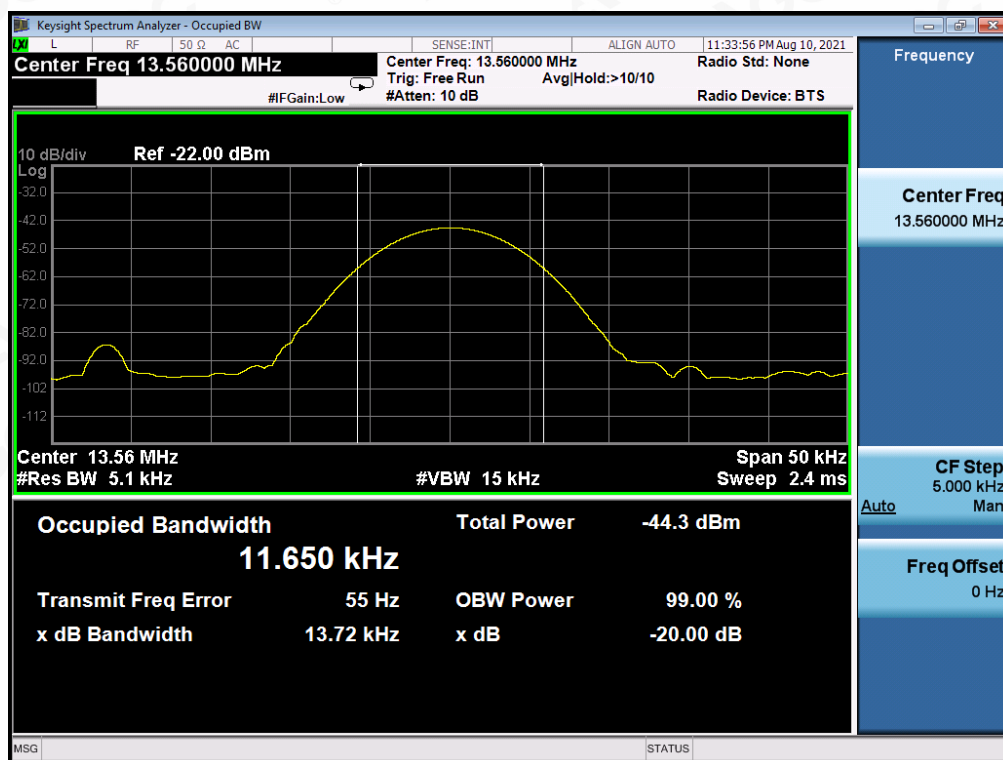 Keysight Spectrum Analyzer - Occupied BW
LXI L RF 50 Ω AC SENSE:INT ALIGN AUTO 11:33:56 PM Aug 10, 2021
Center Freq 13.560000 MHz
#IFGain:Low
Center Freq: 13.560000 MHz
Trig: Free Run Avg|Hold:>10/10
#Atten: 10 dB
Radio Std: None
Radio Device: BTS
10 dB/div Ref -22.00 dBm
Log
-32.0
-42.0
-52.0
-62.0
-72.0
-82.0
-92.0
-102
-112
Center 13.56 MHz Span 50 kHz
#Res BW 5.1 kHz #VBW 15 kHz Sweep 2.4 ms
Occupied Bandwidth Total Power -44.3 dBm
11.650 kHz
Transmit Freq Error 55 Hz OBW Power 99.00 %
x dB Bandwidth 13.72 kHz x dB -20.00 dB
Frequency
Center Freq
13.560000 MHz
CF Step
5.000 kHz
Auto Man
Freq Offset
0 Hz
MSG STATUS